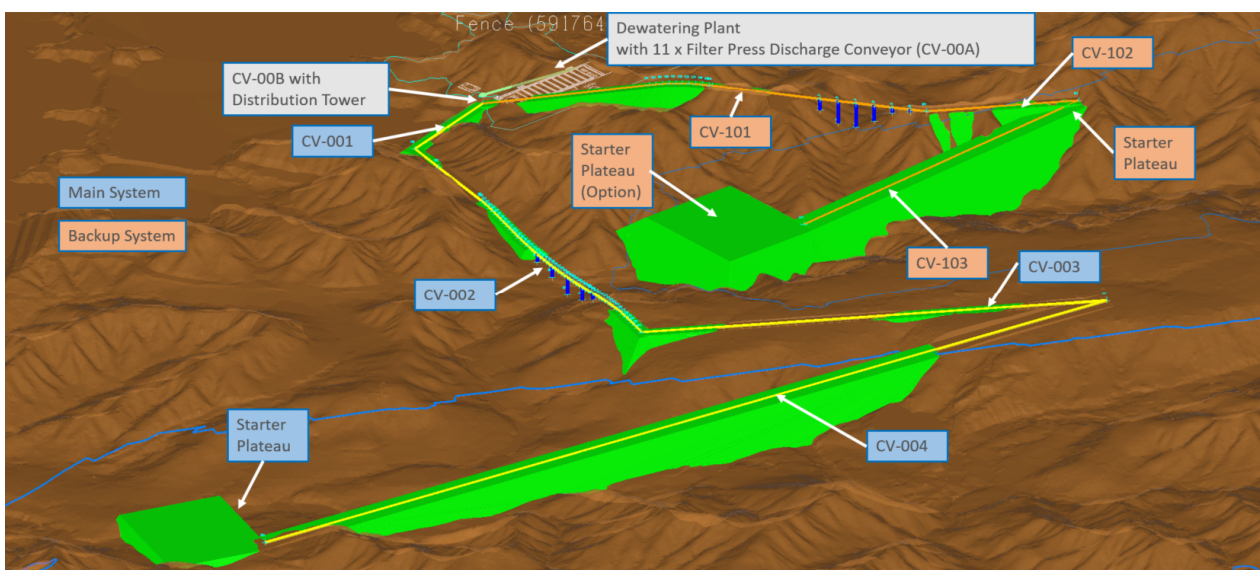 Fence (591764
Dewatering Plant
with 11 x Filter Press Discharge Conveyor (CV-00A)
CV-102
CV-00B with
Distribution Tower
CV-001
CV-101
Starter
Plateau
(Option)
Starter
Plateau
Main System
Backup System
CV-103
CV-003
CV-002
Starter
Plateau
CV-004